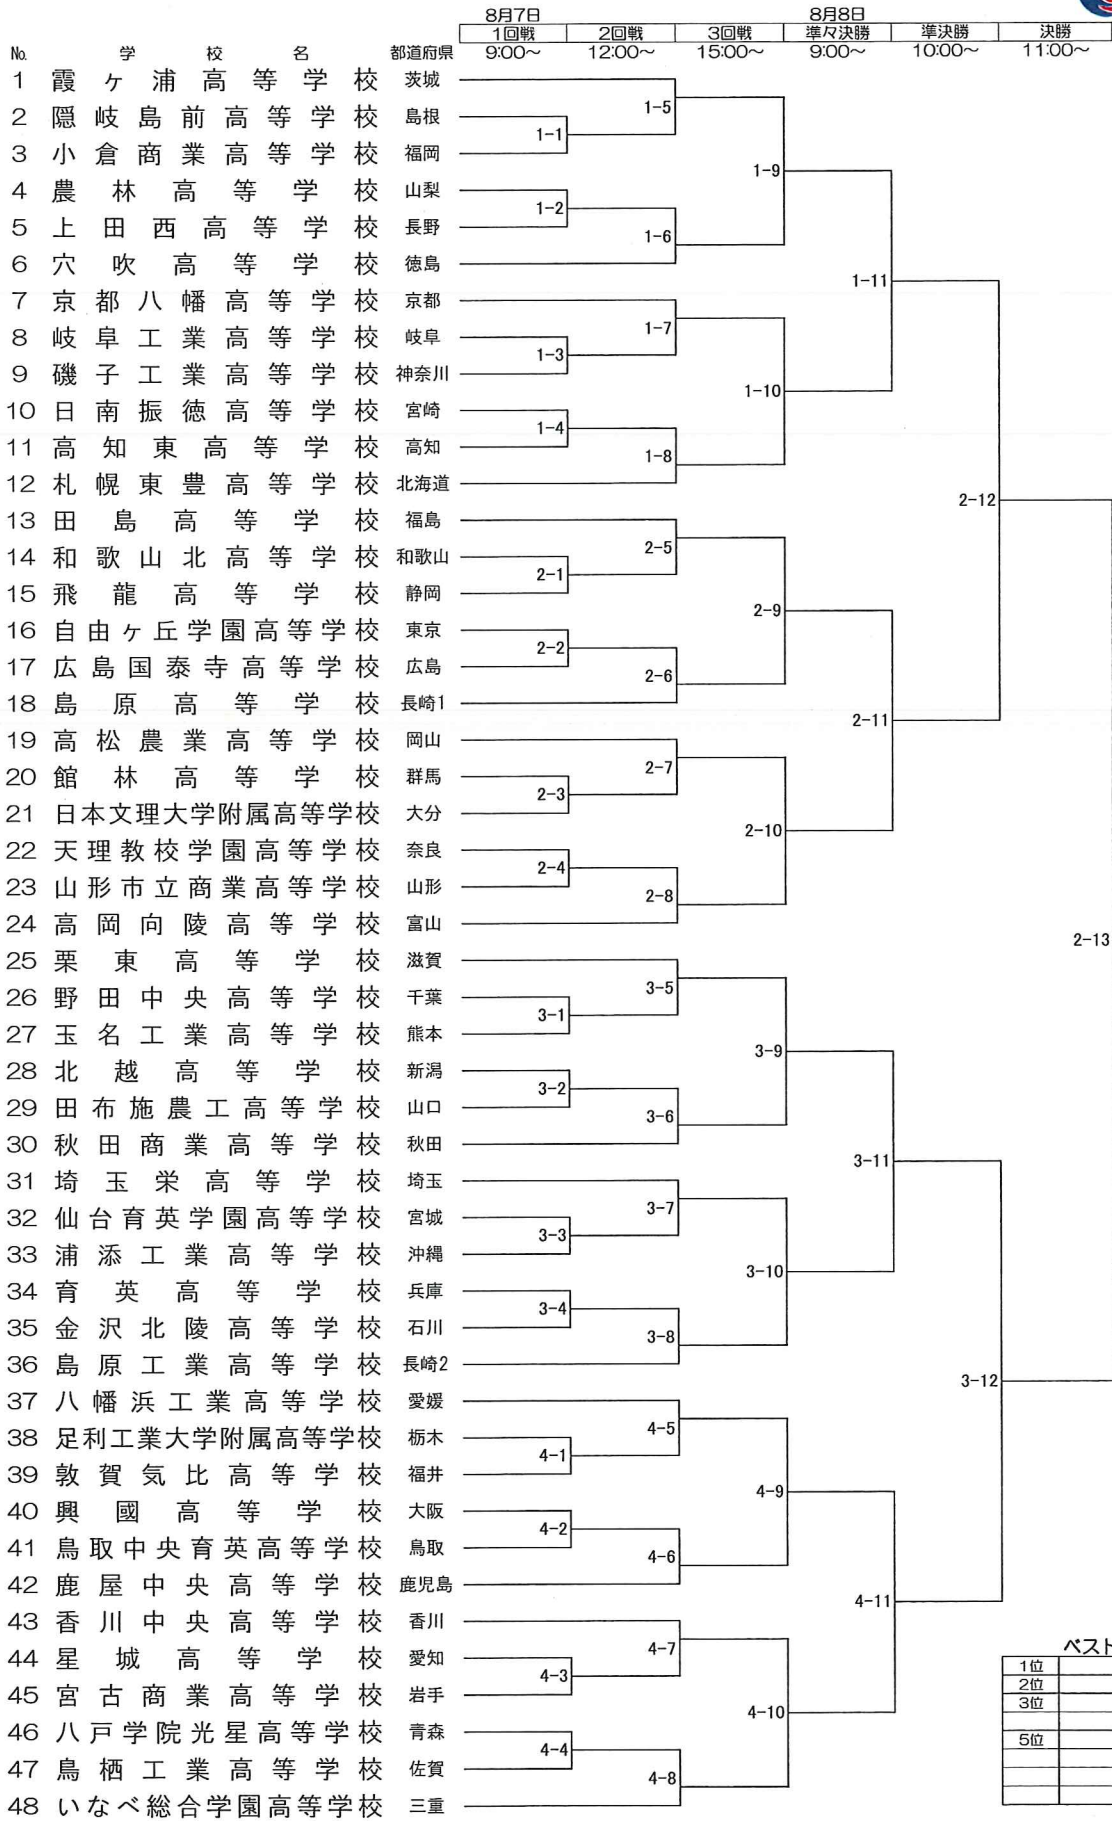 8月7日 8月8日
1回戦 2回戦 3回戦 準々決勝 準決勝 決勝
№ 学校名 都道府県 9:00～ 12:00～ 15:00～ 9:00～ 10:00～ 11:00～
1 霞ヶ浦高等学校 茨城
1-5
2 隠岐島前高等学校 島根
1-1
3 小倉商業高等学校 福岡
1-9
4 農林高等学校 山梨
1-2
5 上田西高等学校 長野
1-6
6 穴吹高等学校 徳島
1-11
7 京都八幡高等学校 京都
1-7
8 岐阜工業高等学校 岐阜
1-3
9 磯子工業高等学校 神奈川
1-10
10 日南振徳高等学校 宮崎
1-4
11 高知東高等学校 高知
1-8
12 札幌東豊高等学校 北海道
2-12
13 田島高等学校 福島
2-5
14 和歌山北高等学校 和歌山
2-1
15 飛龍高等学校 静岡
2-9
16 自由ヶ丘学園高等学校 東京
2-2
17 広島国泰寺高等学校 広島
2-6
18 島原高等学校 長崎1
2-11
19 高松農業高等学校 岡山
2-7
20 館林高等学校 群馬
2-3
21 日本文理大学附属高等学校 大分
2-10
22 天理教校学園高等学校 奈良
2-4
23 山形市立商業高等学校 山形
2-8
24 高岡向陵高等学校 富山
2-13
25 栗東高等学校 滋賀
3-5
26 野田中央高等学校 千葉
3-1
27 玉名工業高等学校 熊本
3-9
28 北越高等学校 新潟
3-2
29 田布施農工高等学校 山口
3-6
30 秋田商業高等学校 秋田
3-11
31 埼玉栄高等学校 埼玉
3-7
32 仙台育英学園高等学校 宮城
3-3
33 浦添工業高等学校 沖縄
3-10
34 育英高等学校 兵庫
3-4
35 金沢北陵高等学校 石川
3-8
36 島原工業高等学校 長崎2
3-12
37 八幡浜工業高等学校 愛媛
4-5
38 足利工業大学附属高等学校 栃木
4-1
39 敦賀気比高等学校 福井
4-9
40 興國高等学校 大阪
4-2
41 鳥取中央育英高等学校 鳥取
4-6
42 鹿屋中央高等学校 鹿児島
4-11
43 香川中央高等学校 香川
4-7
44 星城高等学校 愛知
4-3
45 宮古商業高等学校 岩手
4-10
46 八戸学院光星高等学校 青森
4-4
47 鳥栖工業高等学校 佐賀
4-8
48 いなべ総合学園高等学校 三重
ベスト
1位
2位
3位
5位